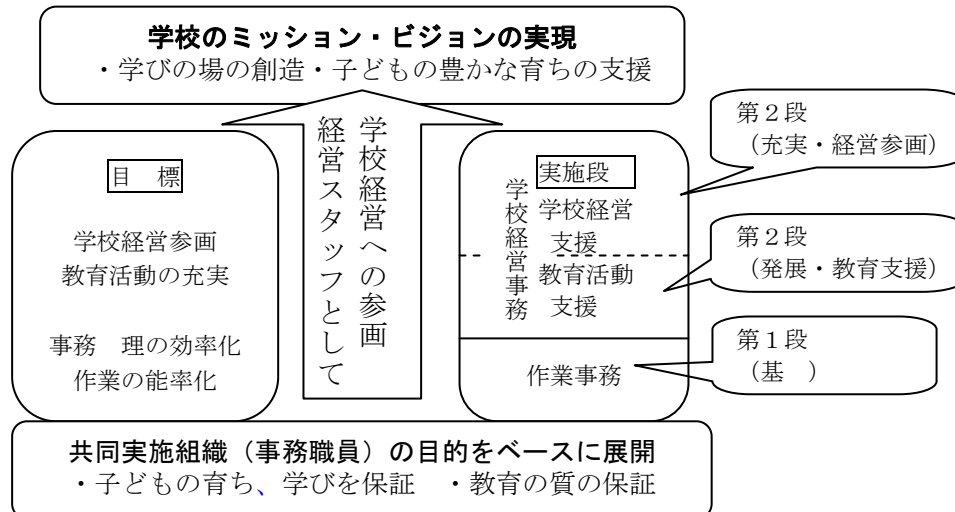 学校のミッション・ビジョンの実現
・学びの場の創造・子どもの豊かな育ちの支援
目　標
学校経営参画
教育活動の充実
事務　理の効率化
作業の能率化
学校経営への参画
経営スタッフとして
実施段
学校経営事務
学校経営
支援
教育活動
支援
作業事務
第２段
（充実・経営参画）
第２段
（発展・教育支援）
第１段
（基　）
共同実施組織（事務職員）の目的をベースに展開
・子どもの育ち、学びを保証　・教育の質の保証